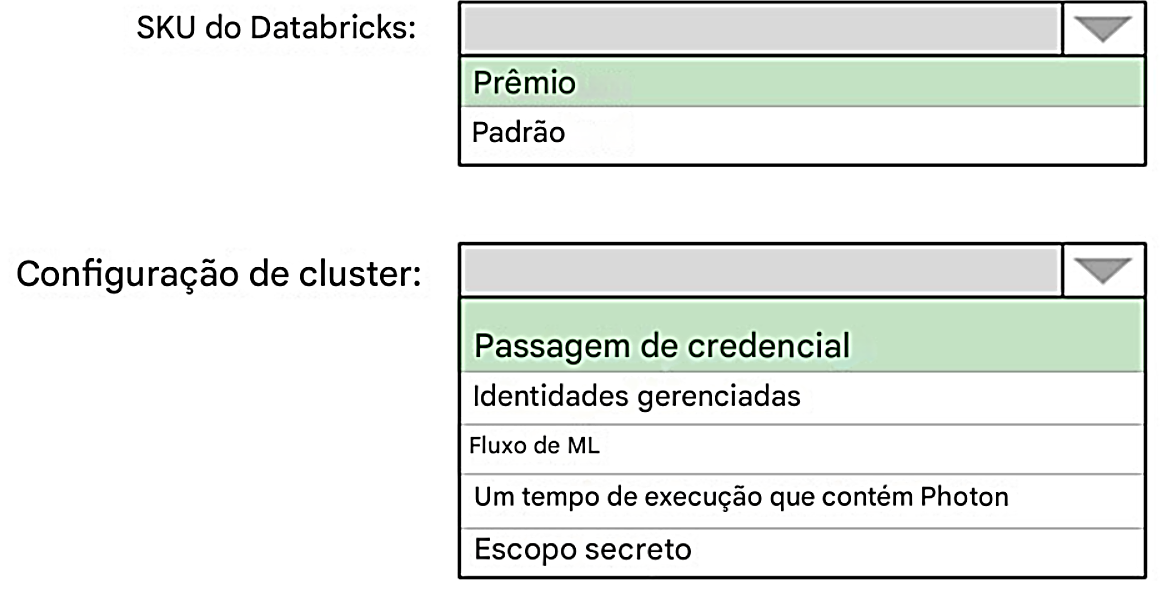 SKU do Databricks:
Prêmio
Padrão
Configuração de cluster:
Passagem de credencial
Identidades gerenciadas
Fluxo de ML
Um tempo de execução que contém Photon
Escopo secreto